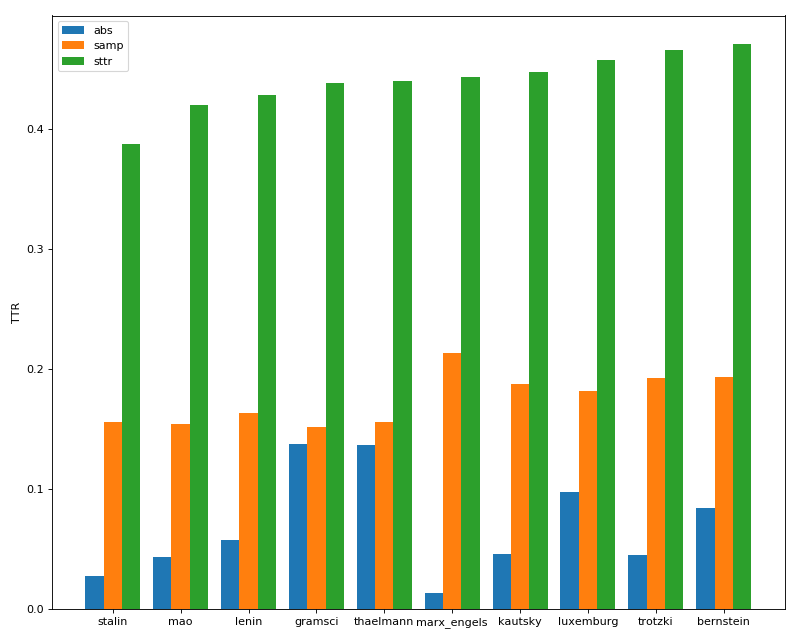 abs
samp
sttr
TTR
0.4
0.3
0.2
0.1
0.0
stalin mao lenin gramsci thaelmann marx_engels kautsky luxemburg trotzki bernstein